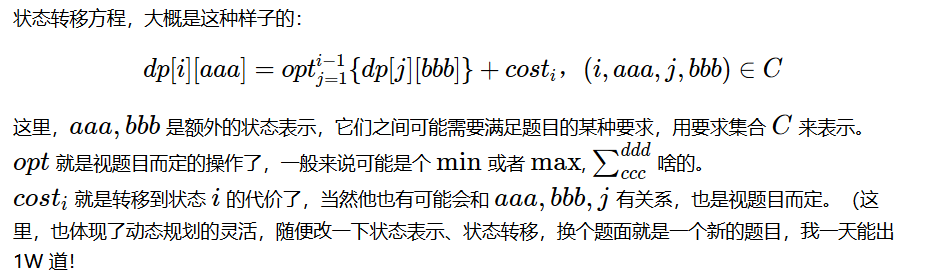 状态转移方程，大概是这种样子的：
dp[i][aaa] = opt_{j=1}^{i-1}{dp[j][bbb]} + cost_i，(i, aaa, j, bbb) ∈ C
这里，aaa, bbb 是额外的状态表示，它们之间可能需要满足题目的某种要求，用要求集合 C 来表示。
opt 就是视题目而定的操作了，一般来说可能是个 min 或者 max, ∑_{ccc}^{ddd} 啥的。
cost_i 就是转移到状态 i 的代价了，当然他也有可能会和 aaa, bbb, j 有关系，也是视题目而定。（这
里，也体现了动态规划的灵活，随便改一下状态表示、状态转移，换个题面就是一个新的题目，我一天能出
1W 道！